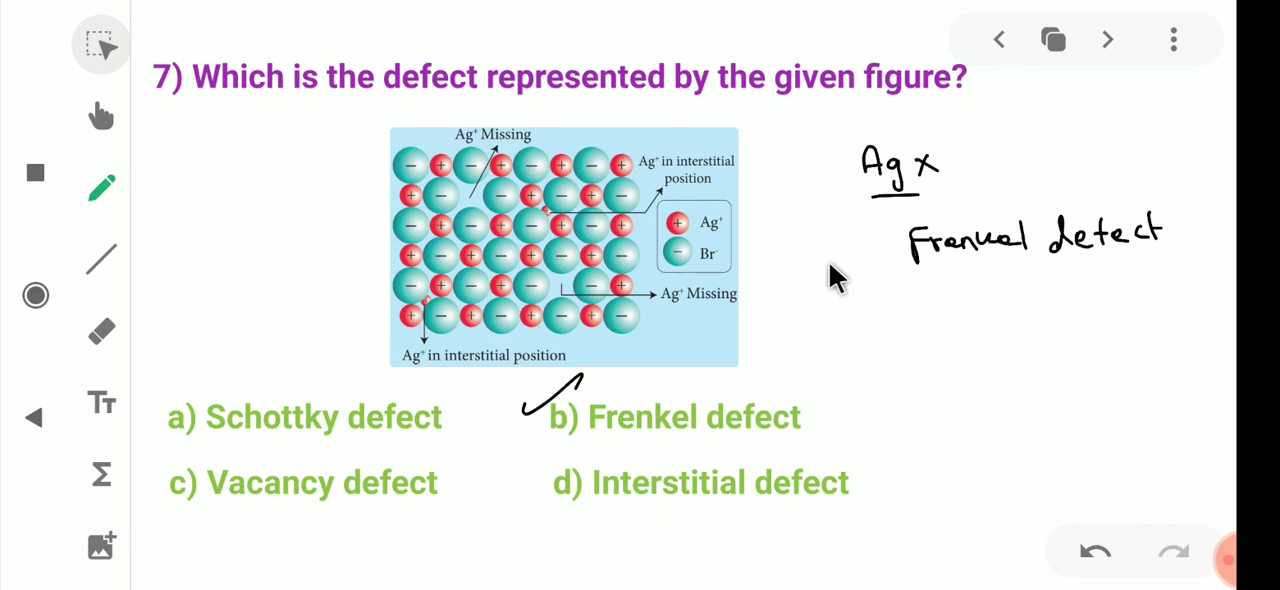 7) Which is the defect represented by the given figure?
Ag⁺ Missing
Ag⁺ in interstitial
position
Ag⁺
Br⁻
Ag⁺ Missing
Ag⁺ in interstitial position
Ag x
Frenkel defect
a) Schottky defect
b) Frenkel defect
c) Vacancy defect
d) Interstitial defect